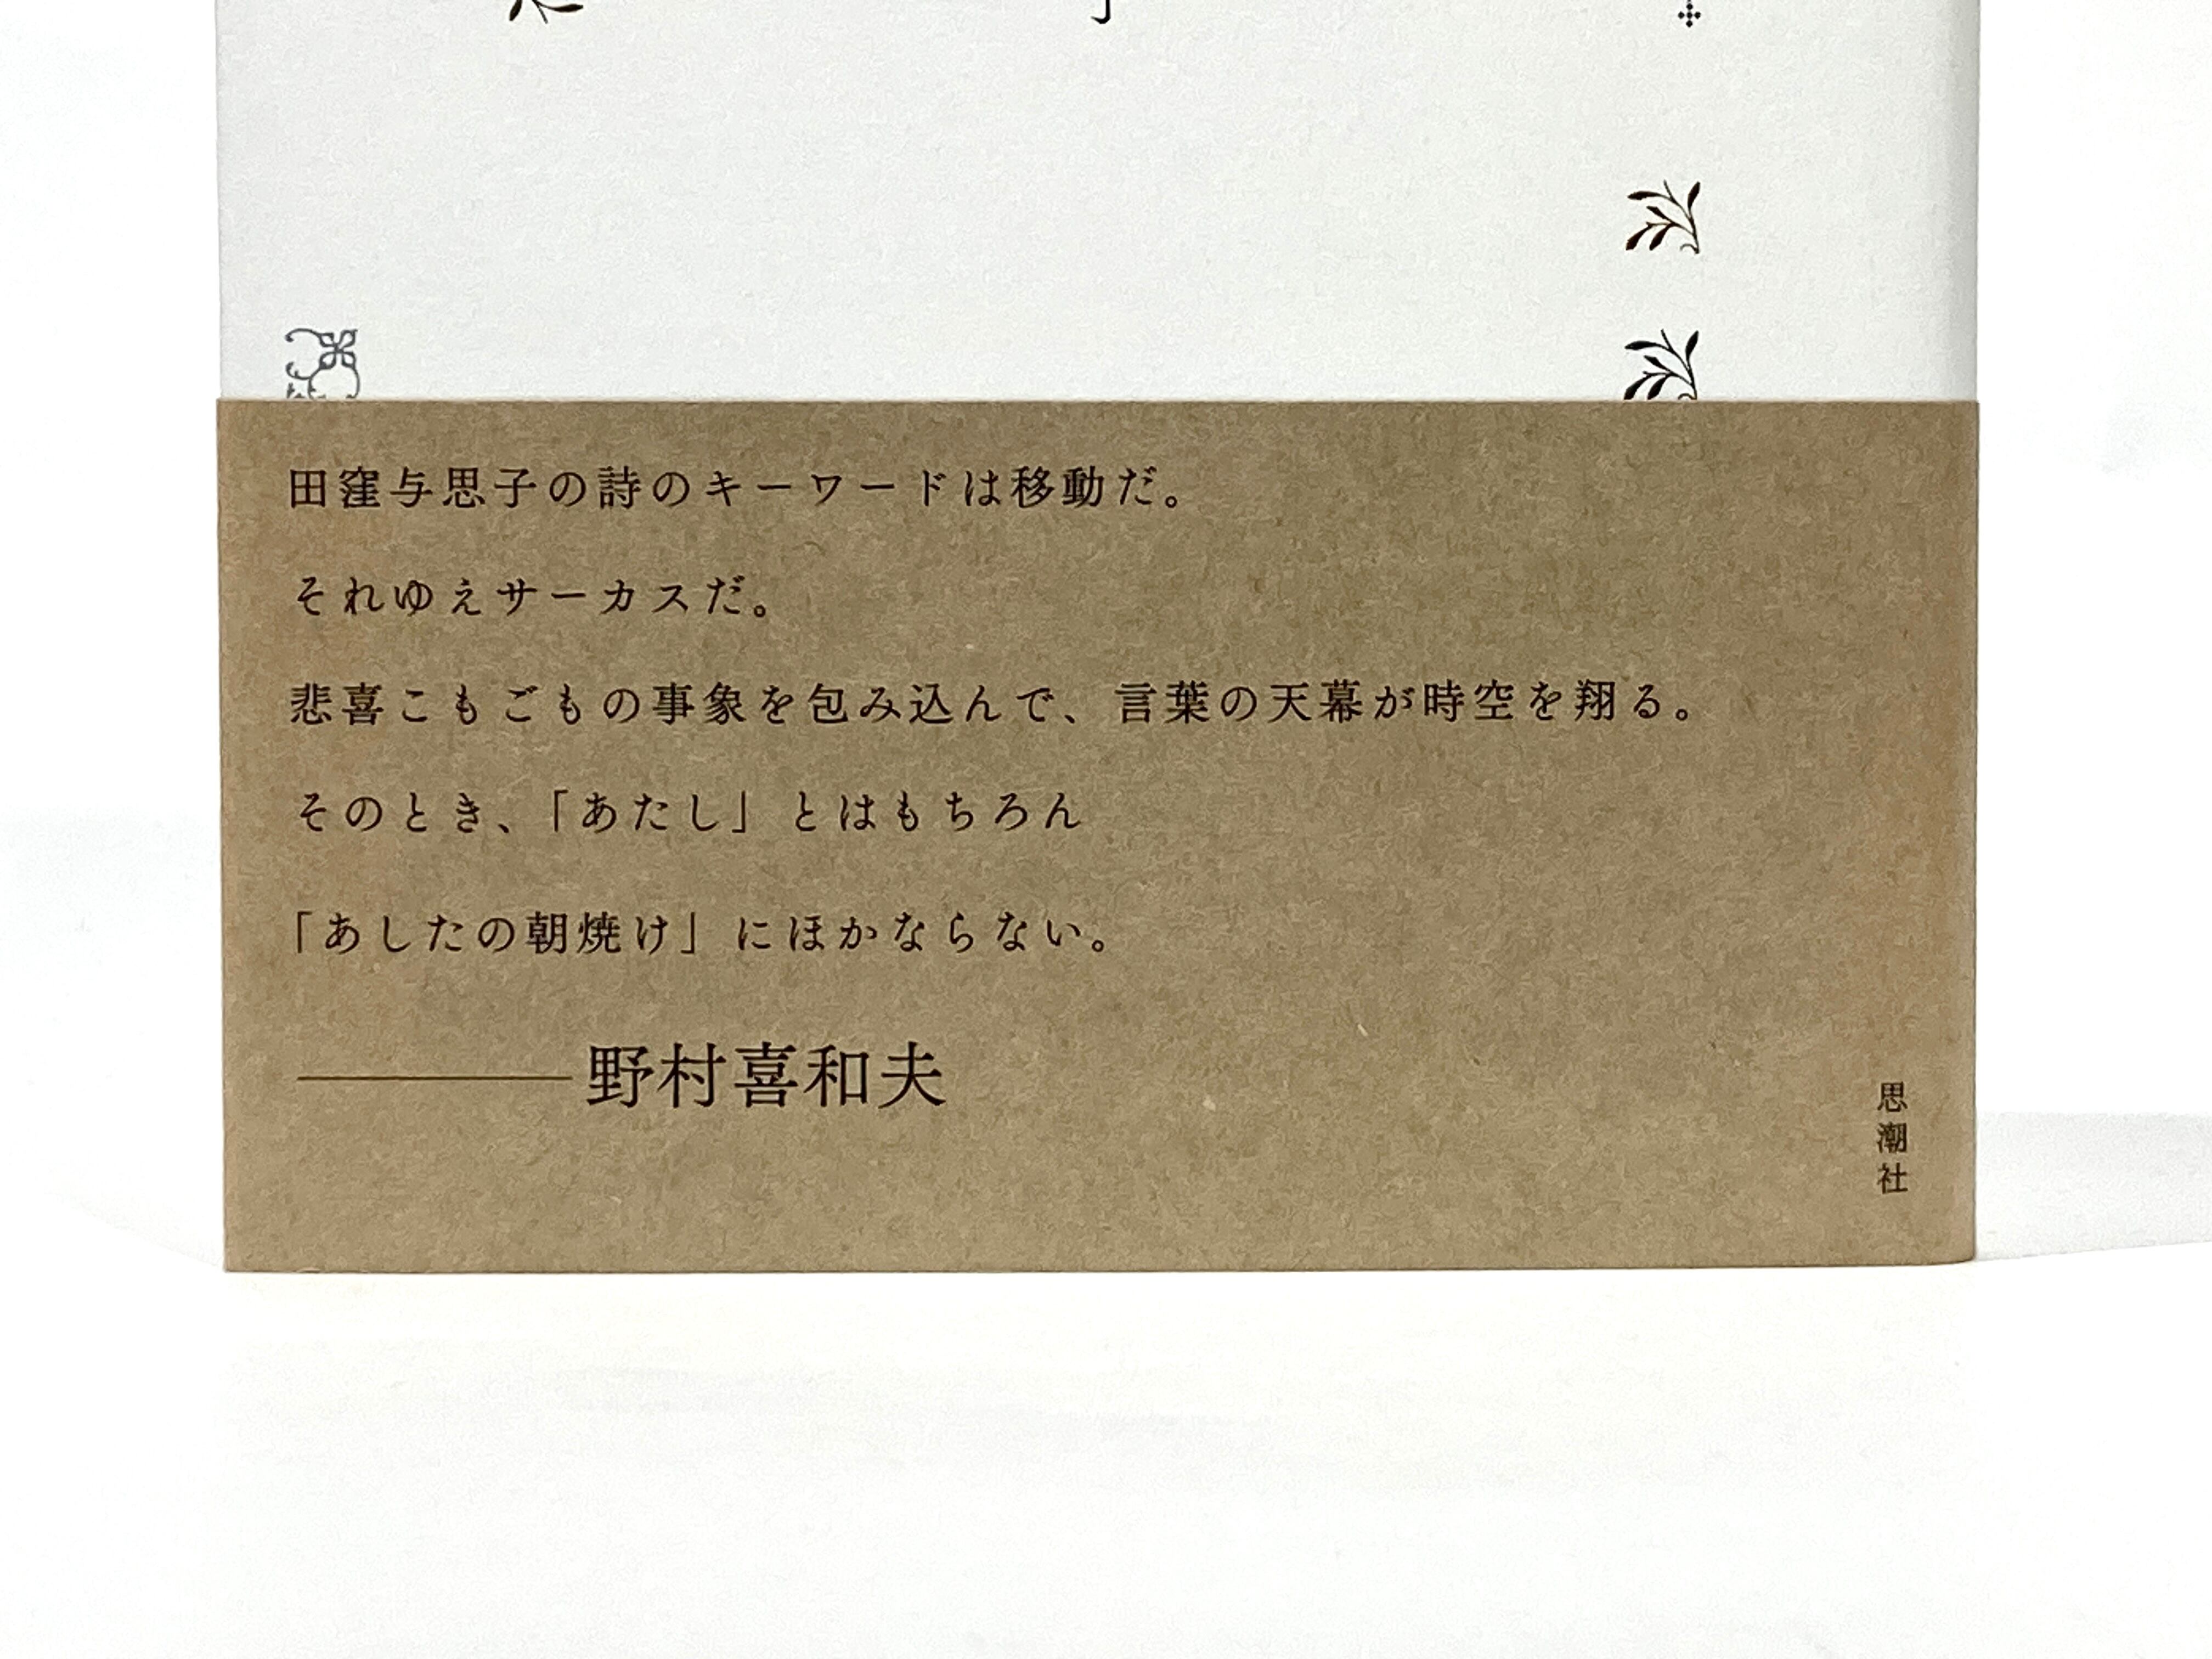 田窪与思子の詩のキーワードは移動だ。
それゆえサーカスだ。
悲喜こもごもの事象を包み込んで、言葉の天幕が時空を翔る。
そのとき、「あたし」とはもちろん
「あしたの朝焼け」にほかならない。
野村喜和夫
思潮社